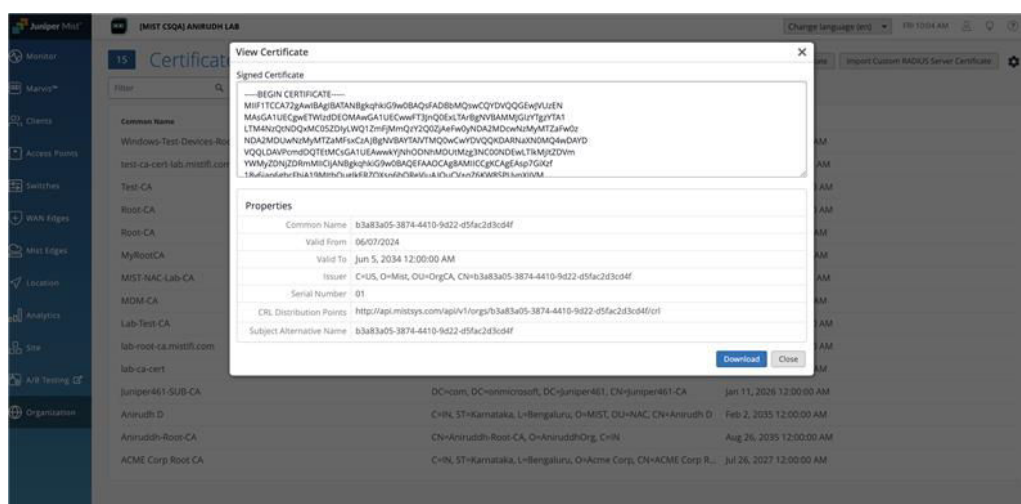 Juniper Mist™
[MIST CSQA] ANIRUDH LAB
Change language (en)
FRI 10:04 AM
Monitor
Marvis™
Clients
Access Points
Switches
WAN Edges
Mist Edges
Location
Analytics
Site
A/B Testing
Organization
15 Certificat
Import Custom RADIUS Server Certificate
Filter
Common Name
Windows-Test-Devices-Roo
test-ca-cert-lab.mistifi.com
Test-CA
Root-CA
Root-CA
MyRootCA
MIST-NAC-Lab-CA
MDM-CA
Lab-Test-CA
lab-root-ca.mistifi.com
lab-ca-cert
Juniper461-SUB-CA DC=com, DC=onmicrosoft, DC=Juniper461, CN=Juniper461-CA Jan 11, 2026 12:00:00 AM
Anirudh D C=IN, ST=Karnataka, L=Bengaluru, O=MIST, OU=NAC, CN=Anirudh D Feb 2, 2035 12:00:00 AM
Aniruddh-Root-CA CN=Aniruddh-Root-CA, O=AniruddhOrg, C=IN Aug 26, 2035 12:00:00 AM
ACME Corp Root CA C=IN, ST=Karnataka, L=Bengaluru, O=Acme Corp, CN=ACME Corp R... Jul 26, 2027 12:00:00 AM
View Certificate
Signed Certificate
-----BEGIN CERTIFICATE-----
Properties
Common Name b3a83a05-3874-4410-9d22-d5fac2d3cd4f
Valid From 06/07/2024
Valid To Jun 5, 2034 12:00:00 AM
Issuer C=US, O=Mist, OU=OrgCA, CN=b3a83a05-3874-4410-9d22-d5fac2d3cd4f
Serial Number 01
CRL Distribution Points http://api.mistsys.com/api/v1/orgs/b3a83a05-3874-4410-9d22-d5fac2d3cd4f/crl
Subject Alternative Name b3a83a05-3874-4410-9d22-d5fac2d3cd4f
Download
Close